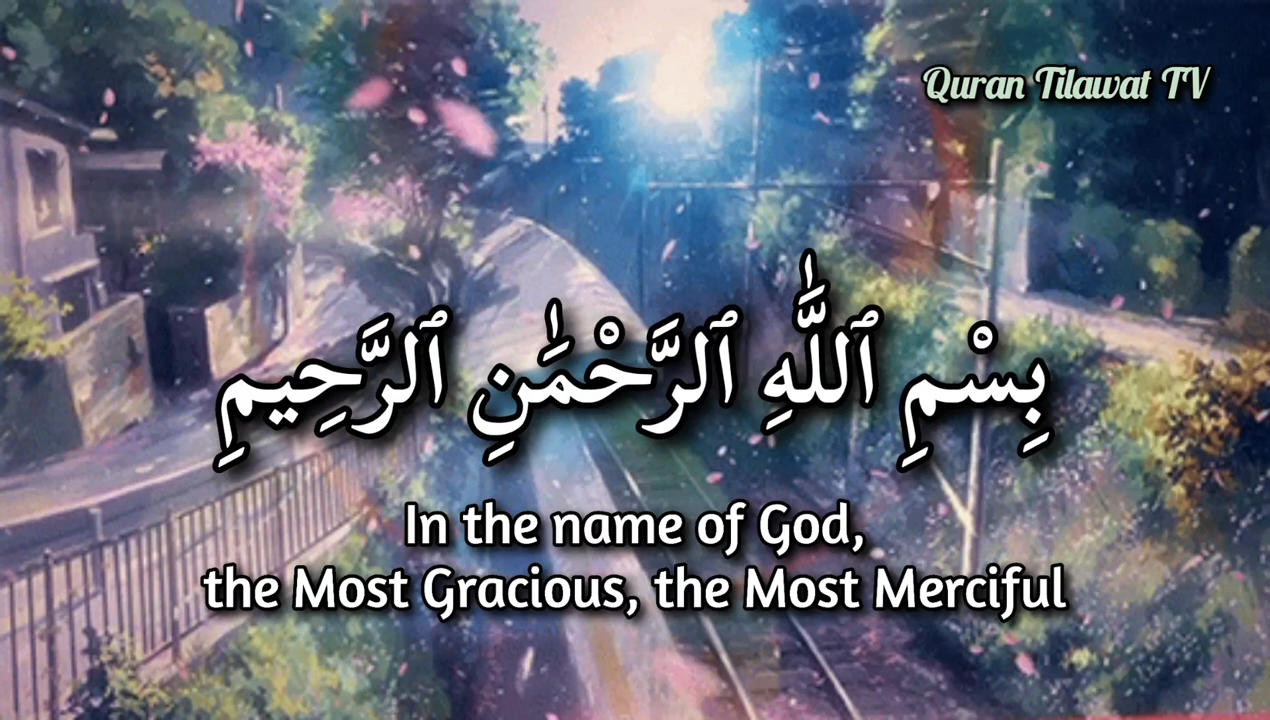 Quran Tilawat TV
بِسْمِ ٱللَّٰهِ ٱلرَّحْمَٰنِ ٱلرَّحِيمِ
In the name of God,
the Most Gracious, the Most Merciful